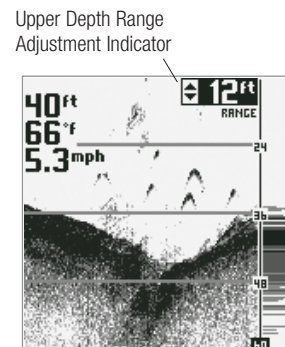 Upper Depth Range
Adjustment Indicator
12ft
RANGE
40ft
66°f
5.3mph
24
36
48
60